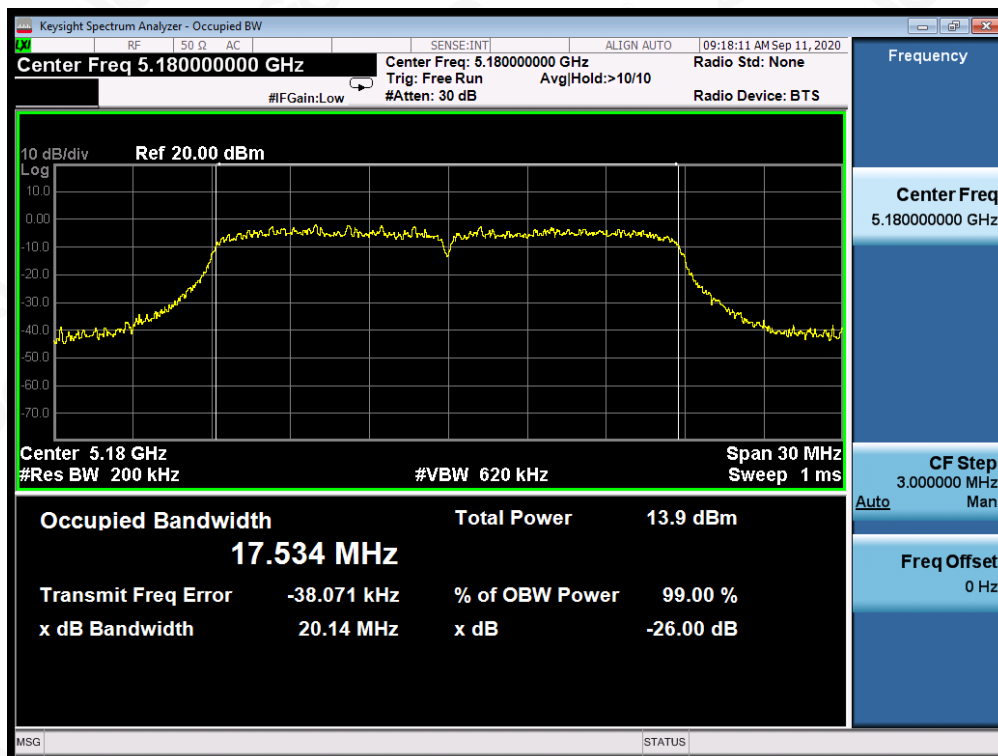 Keysight Spectrum Analyzer - Occupied BW
LXI RF 50 Ω AC SENSE:INT ALIGN AUTO 09:18:11 AM Sep 11, 2020
Center Freq 5.180000000 GHz
Center Freq: 5.180000000 GHz Radio Std: None
Trig: Free Run Avg|Hold:>10/10
#IFGain:Low #Atten: 30 dB Radio Device: BTS
10 dB/div Ref 20.00 dBm
Log
10.0
0.00
-10.0
-20.0
-30.0
-40.0
-50.0
-60.0
-70.0
Center 5.18 GHz Span 30 MHz
#Res BW 200 kHz #VBW 620 kHz Sweep 1 ms
Occupied Bandwidth Total Power 13.9 dBm
17.534 MHz
Transmit Freq Error -38.071 kHz % of OBW Power 99.00 %
x dB Bandwidth 20.14 MHz x dB -26.00 dB
MSG STATUS
Frequency
Center Freq
5.180000000 GHz
CF Step
3.000000 MHz
Auto Man
Freq Offset
0 Hz